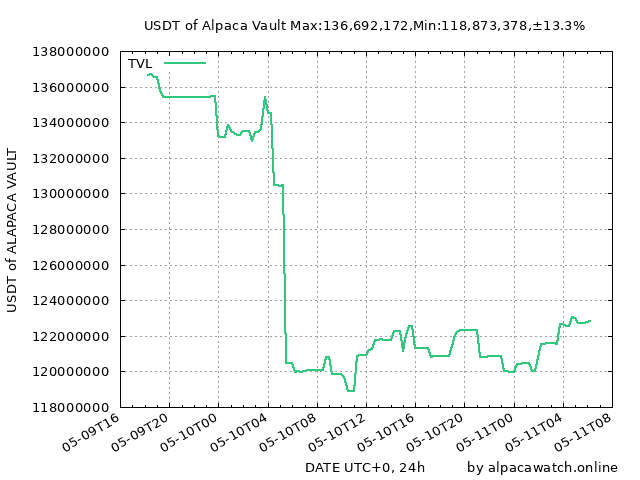 USDT of Alpaca Vault Max:136,692,172,Min:118,873,378,±13.3%
TVL
USDT of ALAPACA VAULT
138000000
136000000
134000000
132000000
130000000
128000000
126000000
124000000
122000000
120000000
118000000
05-09T16
05-09T20
05-10T00
05-10T04
05-10T08
05-10T12
05-10T16
05-10T20
05-11T00
05-11T04
05-11T08
DATE UTC+0, 24h
by alpacawatch.online